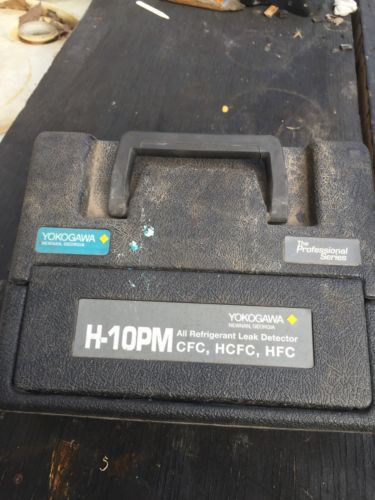 YOKOGAWA
NEWNAN, GEORGIA
The
Professional
Series
YOKOGAWA
NEWNAN, GEORGIA
H-10PM All Refrigerant Leak Detector
CFC, HCFC, HFC